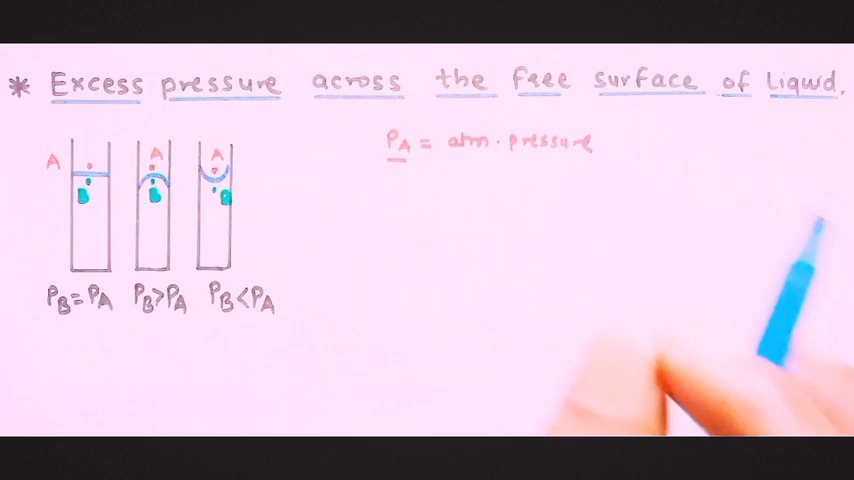 * Excess pressure across the free surface of liquid.
PA = atm. pressure
A A A
B B B
PB = PA PB > PA PB < PA